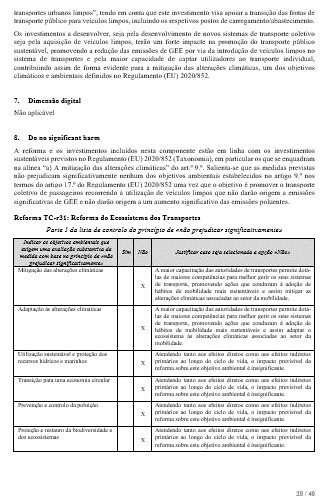 transportes urbanos limpos", tendo em conta que este investimento visa apoiar a transição das frotas de
transporte público para veículos limpos, incluindo os respetivos postos de carregamento/abastecimento.
Os investimentos a desenvolver, seja pelo desenvolvimento de novos sistemas de transporte coletivo
seja pela aquisição de veículos limpos, terão um forte impacto na promoção do transporte público
sustentável, promovendo a redução das emissões de GEE por via da introdução de veículos limpos no
sistema de transportes e pela maior capacidade de captar utilizadores ao transporte individual,
contribuindo assim de forma evidente para a mitigação das alterações climáticas, um dos objetivos
climáticos e ambientais definidos no Regulamento (EU) 2020/852.
7. Dimensão digital
Não aplicável
8. Do no significant harm
A reforma e os investimentos incluídos nesta componente estão em linha com os investimentos
sustentáveis previstos no Regulamento (EU) 2020/852 (Taxonomia), em particular os que se enquadram
na alínea "a) A mitigação das alterações climáticas" do art.º 9º. Saliente-se que as medidas previstas
não prejudicam significativamente nenhum dos objetivos ambientais estabelecidos no artigo 9.º nos
termos do artigo 17.º do Regulamento (EU) 2020/852 uma vez que o objetivo é promover o transporte
coletivo de passageiros recorrendo à utilização de veículos limpos que não darão origem a emissões
significativas de GEE e não darão origem a um aumento significativo das emissões de poluentes.
Reforma TC-r31: Reforma do Ecossistema dos Transportes
Parte 1 da lista de controlo do princípio de «não prejudicar significativamente»
Indicar os objetivos ambientais que
exigem uma avaliação substantiva da
medida com base no princípio de «não
prejudicar significativamente»
Sim
Não
Justificar caso seja selecionada a opção «Não»
Mitigação das alterações climáticas
X
A maior capacitação das autoridades de transporte permite dotá-
las de maiores competências para melhor gerir os seus sistemas
de transporte, promovendo ações que conduzam à adoção de
hábitos de mobilidade mais sustentáveis e assim mitigar as
alterações climáticas associadas ao setor da mobilidade.
Adaptação às alterações climáticas
X
A maior capacitação das autoridades de transporte permite dotá-
las de maiores competências para melhor gerir os seus sistemas
de transporte, promovendo ações que conduzam à adoção de
hábitos de mobilidade mais sustentáveis e assim adaptar o
ecossistema às alterações climáticas associadas ao setor da
mobilidade.
Utilização sustentável e proteção dos
recursos hídricos e marinhos
X
Atendendo tanto aos efeitos diretos como aos efeitos indiretos
primários ao longo do ciclo de vida, o impacto previsível da
reforma sobre este objetivo ambiental é insignificante.
Transição para uma economia circular
X
Atendendo tanto aos efeitos diretos como aos efeitos indiretos
primários ao longo do ciclo de vida, o impacto previsível da
reforma sobre este objetivo ambiental é insignificante.
Prevenção e controlo da poluição
X
Atendendo tanto aos efeitos diretos como aos efeitos indiretos
primários ao longo do ciclo de vida, o impacto previsível da
reforma sobre este objetivo ambiental é insignificante.
Proteção e restauro da biodiversidade e
dos ecossistemas
X
Atendendo tanto aos efeitos diretos como aos efeitos indiretos
primários ao longo do ciclo de vida, o impacto previsível da
reforma sobre este objetivo ambiental é insignificante.
28 / 40